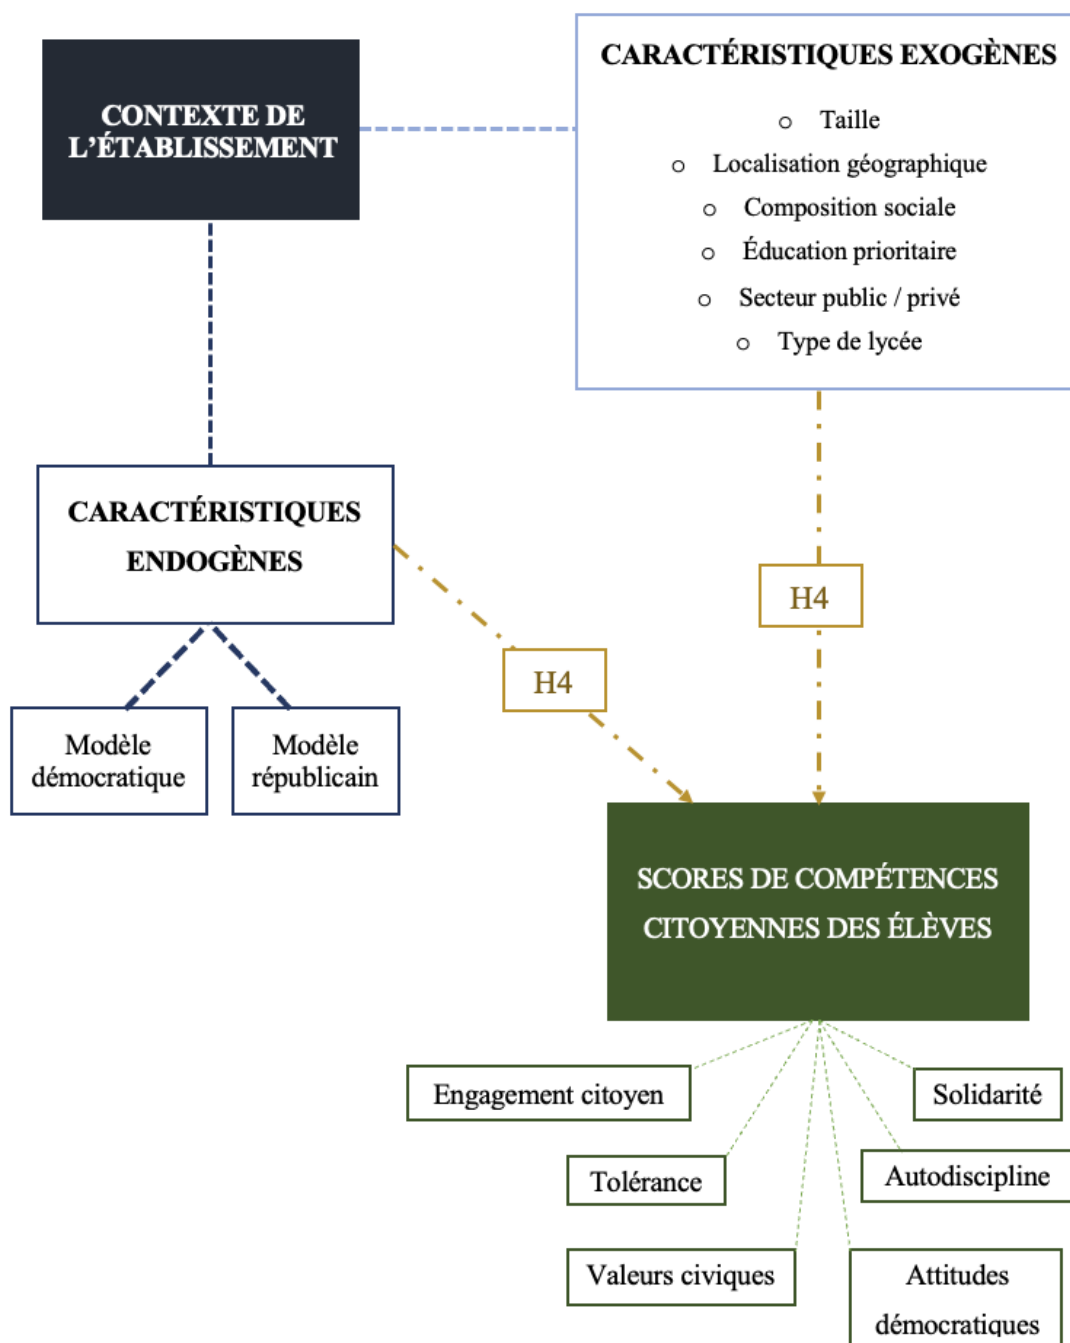 CONTEXTE DE
L'ÉTABLISSEMENT
CARACTÉRISTIQUES EXOGÈNES
o Taille
o Localisation géographique
o Composition sociale
o Éducation prioritaire
o Secteur public / privé
o Type de lycée
CARACTÉRISTIQUES
ENDOGÈNES
H4
H4
Modèle
démocratique
Modèle
républicain
SCORES DE COMPÉTENCES
CITOYENNES DES ÉLÈVES
Engagement citoyen
Solidarité
Tolérance
Autodiscipline
Valeurs civiques
Attitudes
démocratiques